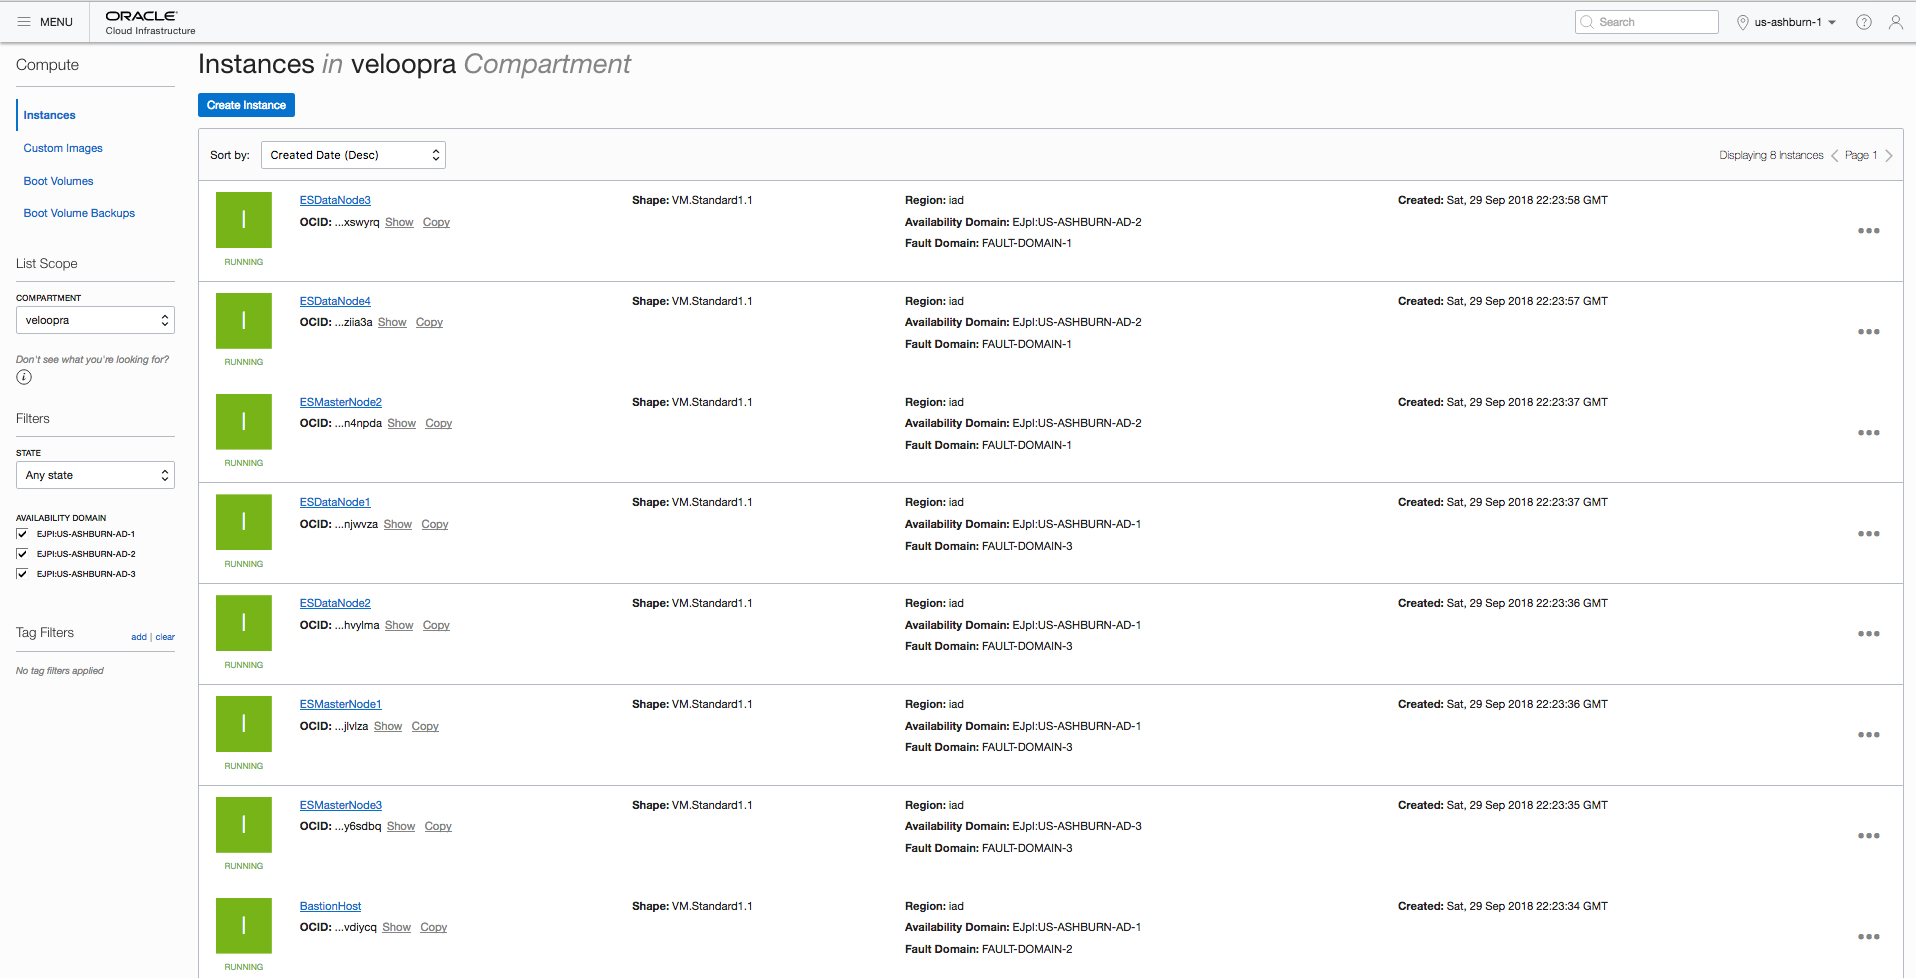 MENU
ORACLE
Cloud Infrastructure
Search
us-ashburn-1
Compute
Instances
Custom Images
Boot Volumes
Boot Volume Backups
List Scope
COMPARTMENT
veloopra
Don't see what you're looking for?
Filters
STATE
Any state
AVAILABILITY DOMAIN
EJPI:US-ASHBURN-AD-1
EJPI:US-ASHBURN-AD-2
EJPI:US-ASHBURN-AD-3
Tag Filters add | clear
No tag filters applied
Instances in veloopra Compartment
Create Instance
Sort by: Created Date (Desc)
Displaying 8 Instances < Page 1 >
I
RUNNING
ESDataNode3
OCID: ...xswyrq Show Copy
Shape: VM.Standard1.1
Region: iad
Availability Domain: EJpI:US-ASHBURN-AD-2
Fault Domain: FAULT-DOMAIN-1
Created: Sat, 29 Sep 2018 22:23:58 GMT
I
RUNNING
ESDataNode4
OCID: ...ziia3a Show Copy
Shape: VM.Standard1.1
Region: iad
Availability Domain: EJpI:US-ASHBURN-AD-2
Fault Domain: FAULT-DOMAIN-1
Created: Sat, 29 Sep 2018 22:23:57 GMT
I
RUNNING
ESMasterNode2
OCID: ...n4npda Show Copy
Shape: VM.Standard1.1
Region: iad
Availability Domain: EJpI:US-ASHBURN-AD-2
Fault Domain: FAULT-DOMAIN-1
Created: Sat, 29 Sep 2018 22:23:37 GMT
I
RUNNING
ESDataNode1
OCID: ...njwvza Show Copy
Shape: VM.Standard1.1
Region: iad
Availability Domain: EJpI:US-ASHBURN-AD-1
Fault Domain: FAULT-DOMAIN-3
Created: Sat, 29 Sep 2018 22:23:37 GMT
I
RUNNING
ESDataNode2
OCID: ...hvylma Show Copy
Shape: VM.Standard1.1
Region: iad
Availability Domain: EJpI:US-ASHBURN-AD-1
Fault Domain: FAULT-DOMAIN-3
Created: Sat, 29 Sep 2018 22:23:36 GMT
I
RUNNING
ESMasterNode1
OCID: ...jlvlza Show Copy
Shape: VM.Standard1.1
Region: iad
Availability Domain: EJpI:US-ASHBURN-AD-1
Fault Domain: FAULT-DOMAIN-3
Created: Sat, 29 Sep 2018 22:23:36 GMT
I
RUNNING
ESMasterNode3
OCID: ...y6sdbq Show Copy
Shape: VM.Standard1.1
Region: iad
Availability Domain: EJpI:US-ASHBURN-AD-3
Fault Domain: FAULT-DOMAIN-3
Created: Sat, 29 Sep 2018 22:23:35 GMT
I
RUNNING
BastionHost
OCID: ...vdiycq Show Copy
Shape: VM.Standard1.1
Region: iad
Availability Domain: EJpI:US-ASHBURN-AD-1
Fault Domain: FAULT-DOMAIN-2
Created: Sat, 29 Sep 2018 22:23:34 GMT